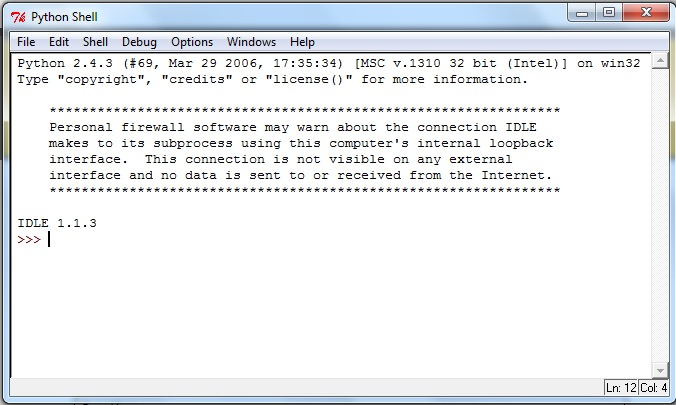 Python Shell
File Edit Shell Debug Options Windows Help
Python 2.4.3 (#69, Mar 29 2006, 17:35:34) [MSC v.1310 32 bit (Intel)] on win32
Type "copyright", "credits" or "license()" for more information.
****************************************************************
Personal firewall software may warn about the connection IDLE
makes to its subprocess using this computer's internal loopback
interface.  This connection is not visible on any external
interface and no data is sent to or received from the Internet.
****************************************************************
IDLE 1.1.3
>>>
Ln: 12 Col: 4